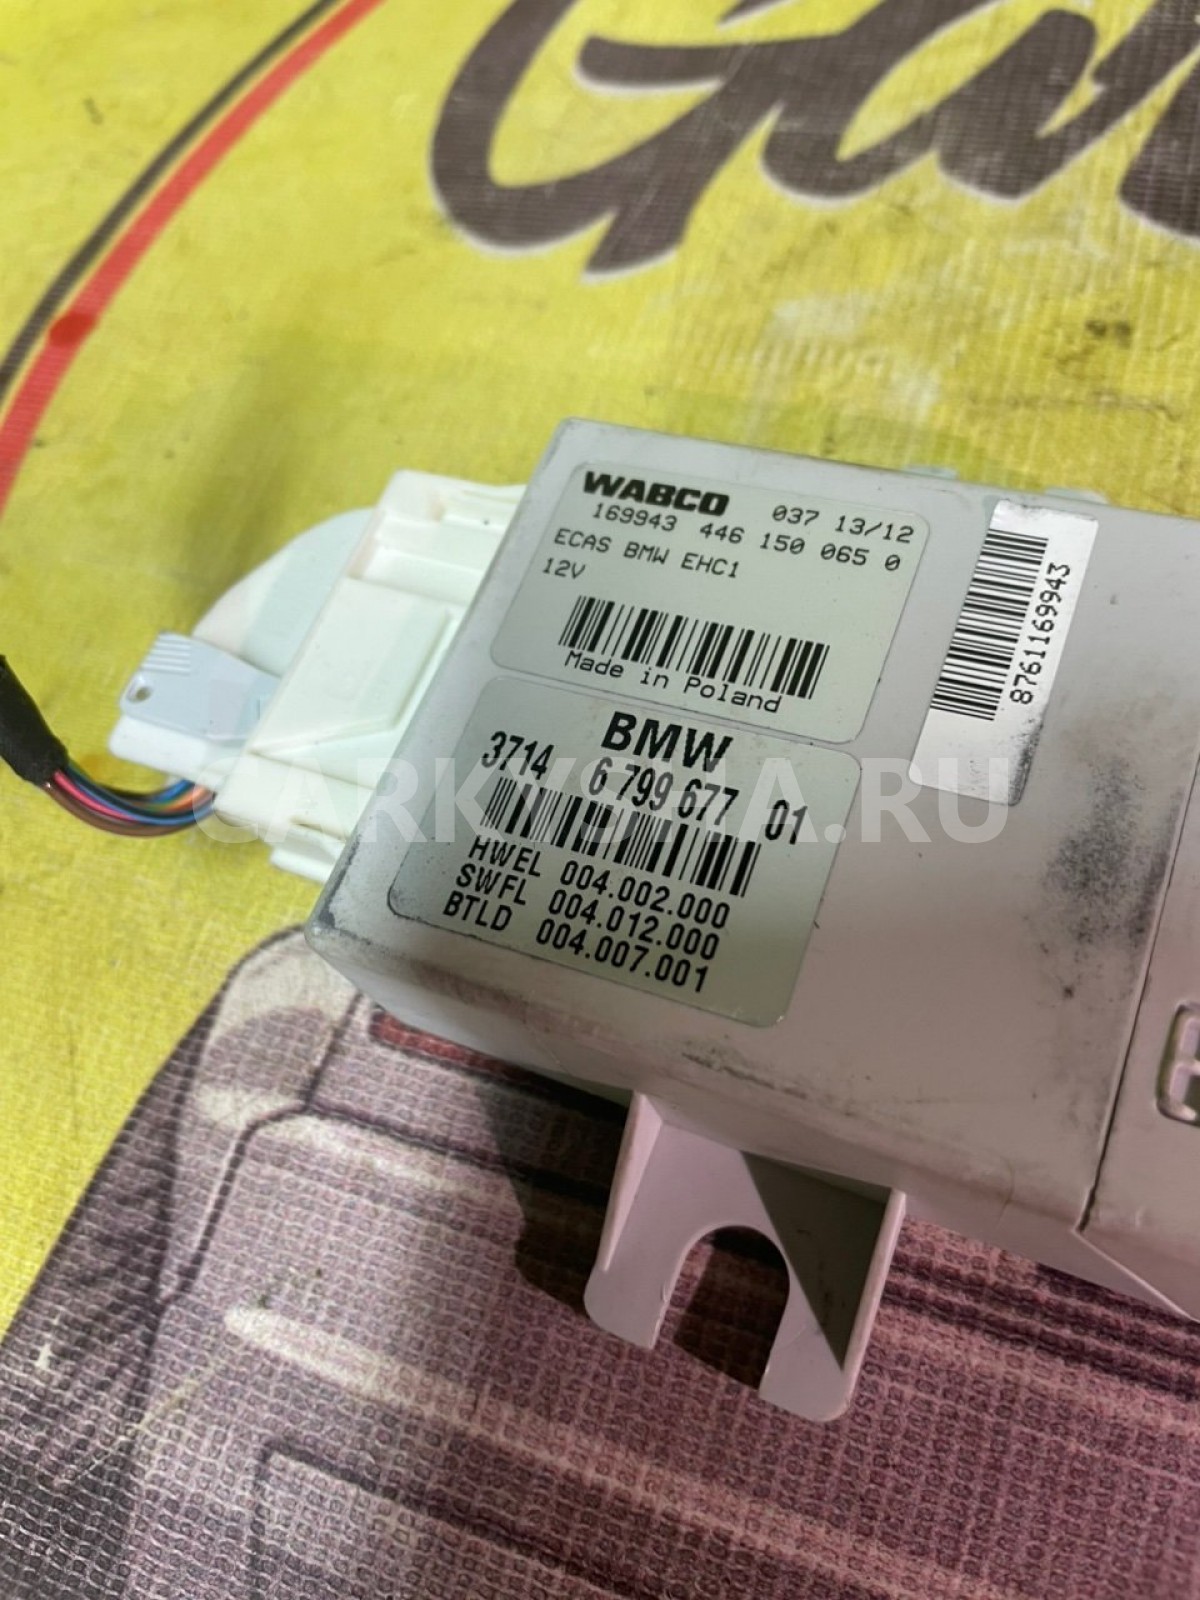 WABCO 037 13/12
169943 446 150 065 0
ECAS BMW EHC1
12V
Made in Poland
8761169943
BMW
3714 6 799 677 01
HWEL 004.002.000
SWFL 004.012.000
BTLD 004.007.001
CARKYSHA.RU